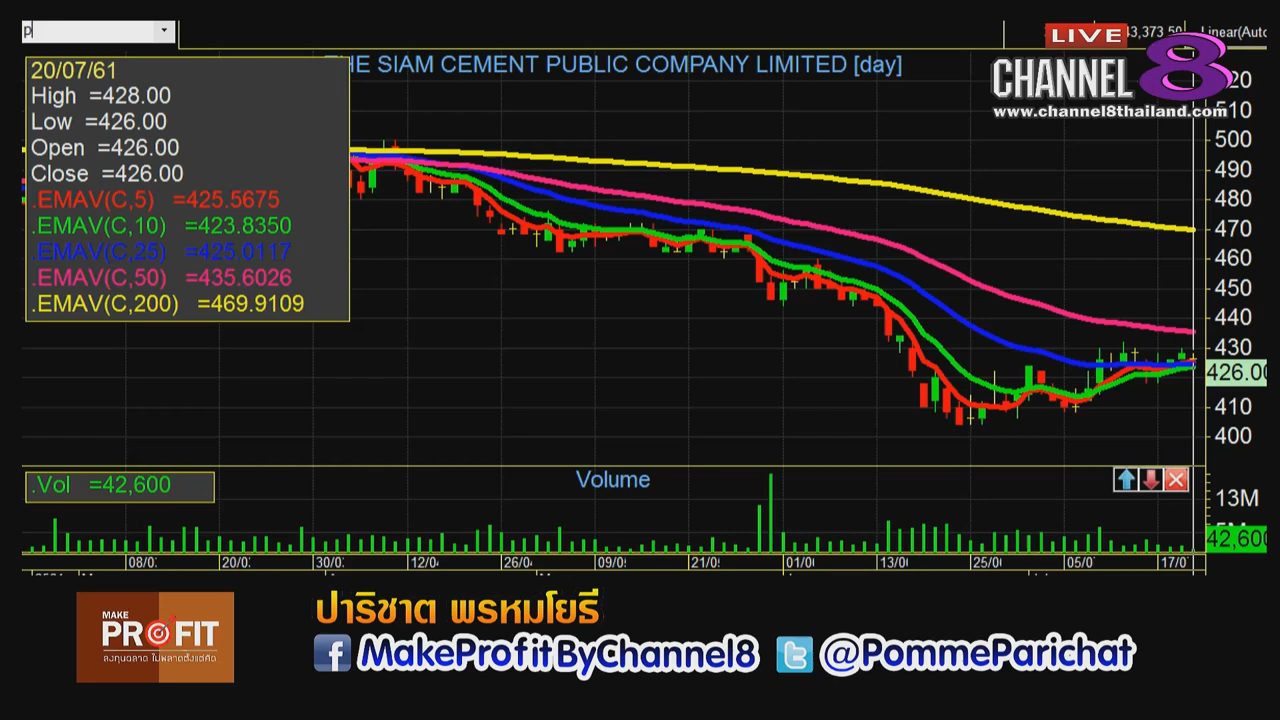 p
LIVE
3,373.50
Linear(Auto
CHANNEL 8
www.channel8thailand.com
THE SIAM CEMENT PUBLIC COMPANY LIMITED [day]
20/07/61
High =428.00
Low =426.00
Open =426.00
Close =426.00
.EMAV(C,5) =425.5675
.EMAV(C,10) =423.8350
.EMAV(C,25) =425.0117
.EMAV(C,50) =435.6026
.EMAV(C,200) =469.9109
20
510
500
490
480
470
460
450
440
430
426.00
410
400
.Vol =42,600
Volume
13M
5M
42,600
08/0 20/0 30/0 12/0 26/0 09/0 21/0 01/0 13/0 25/0 05/0 17/0
MAKE
PROFIT
ลงทุนฉลาด ไม่พลาดตั้งแต่คิด
ปาริชาต พรหมโยธี
MakeProfitByChannel8
@PommeParichat